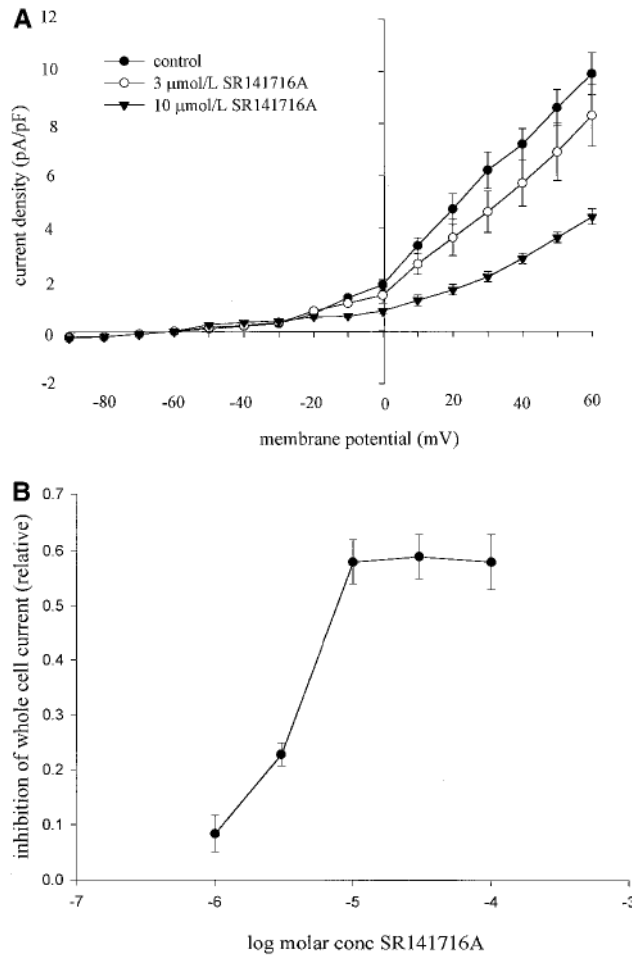 A
control
3 μmol/L SR141716A
10 μmol/L SR141716A
current density (pA/pF)
10
8
6
4
2
0
-2
-80 -60 -40 -20 0 20 40 60
membrane potential (mV)
B
inhibition of whole cell current (relative)
0.7
0.6
0.5
0.4
0.3
0.2
0.1
0.0
-7 -6 -5 -4 -3
log molar conc SR141716A